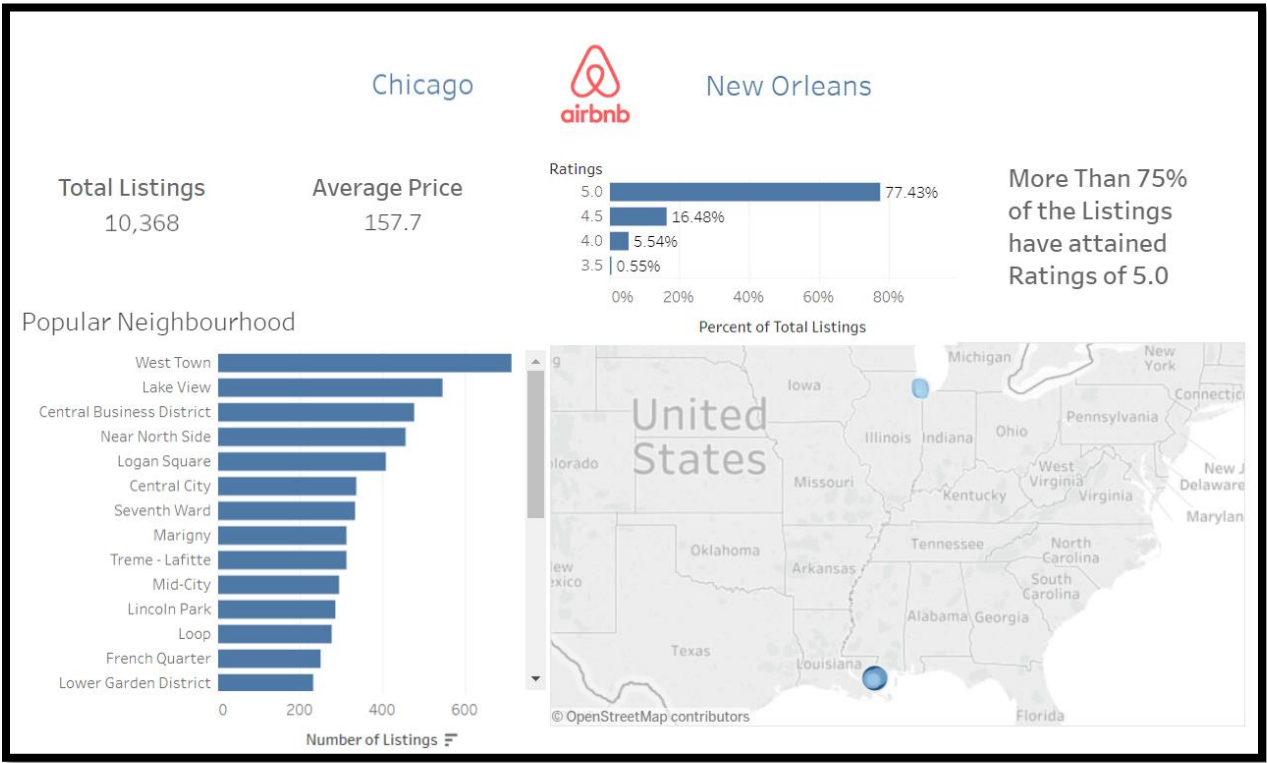 Chicago
airbnb
New Orleans
Total Listings
10,368
Average Price
157.7
Ratings
5.0 77.43%
4.5 16.48%
4.0 5.54%
3.5 0.55%
0% 20% 40% 60% 80%
Percent of Total Listings
More Than 75%
of the Listings
have attained
Ratings of 5.0
Popular Neighbourhood
West Town
Lake View
Central Business District
Near North Side
Logan Square
Central City
Seventh Ward
Marigny
Treme - Lafitte
Mid-City
Lincoln Park
Loop
French Quarter
Lower Garden District
0 200 400 600
Number of Listings
g
Michigan
New
York
Iowa
Connectic
United
States
Pennsylvania
Illinois
Indiana
Ohio
lorado
Missouri
West
Virginia
New J
Delaware
Kentucky
Virginia
Marylan
Oklahoma
Tennessee
North
Carolina
ew
exico
Arkansas
South
Carolina
Alabama
Georgia
Texas
Louisiana
Florida
© OpenStreetMap contributors